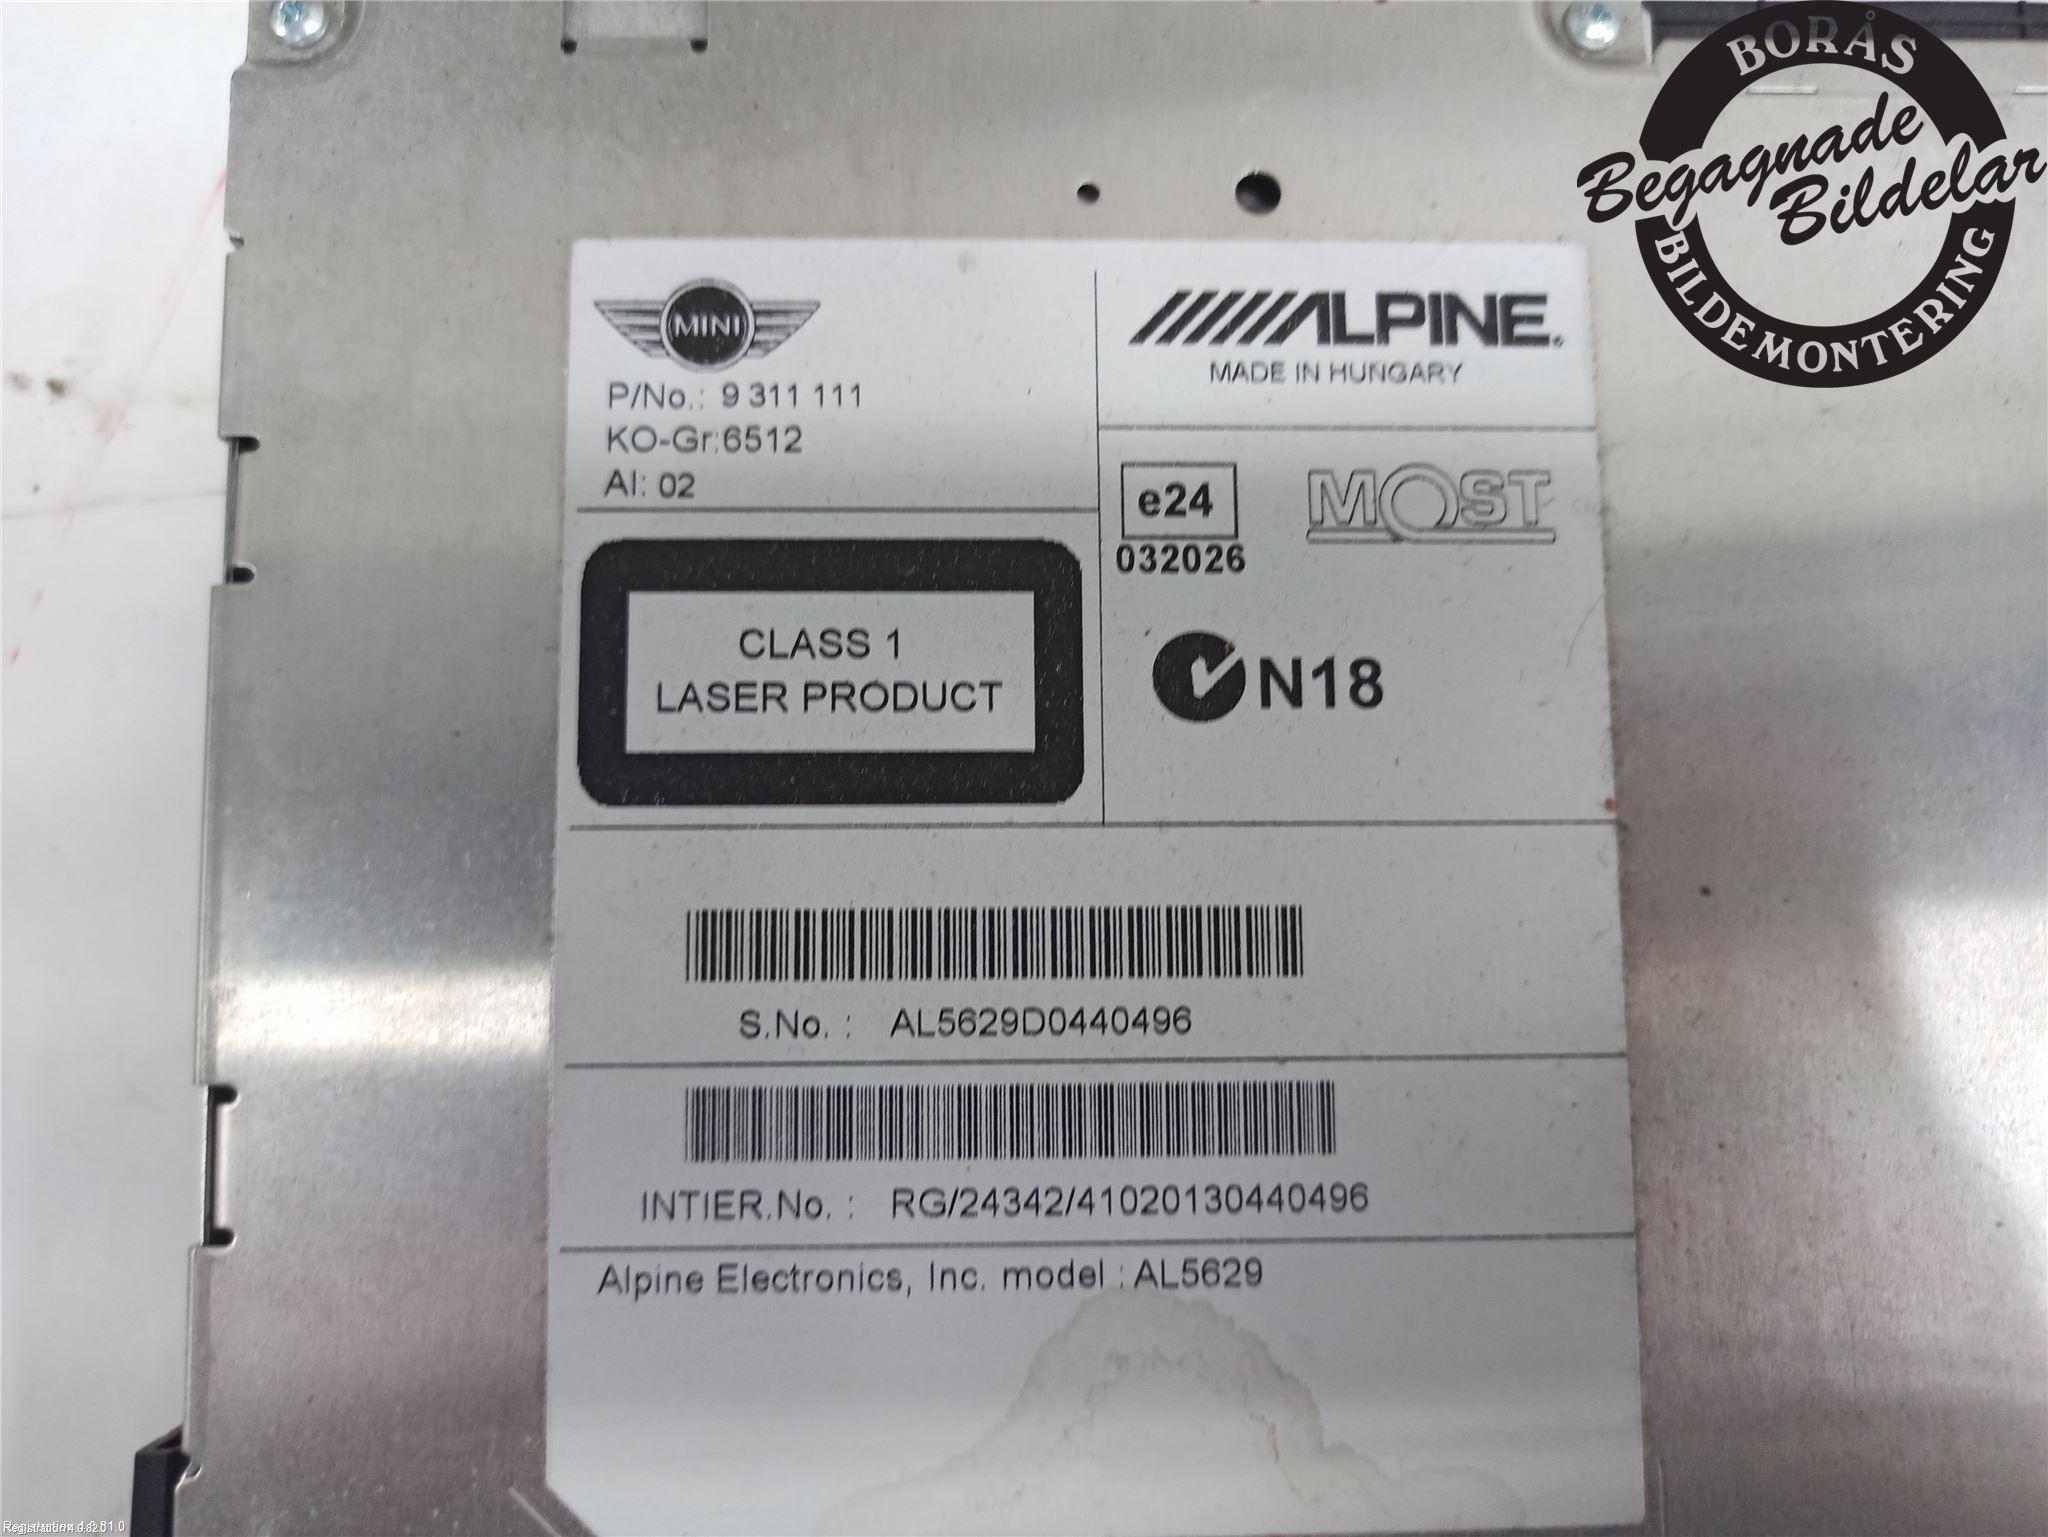 BORÅS
Begagnade
Bildelar
BILDEMONTERING
MINI
P/No.: 9 311 111
KO-Gr:6512
AI: 02
ALPINE
MADE IN HUNGARY
e24
032026
MOST
CLASS 1
LASER PRODUCT
N18
S.No. : AL5629D0440496
INTIER.No. : RG/24342/41020130440496
Alpine Electronics, Inc. model : AL5629